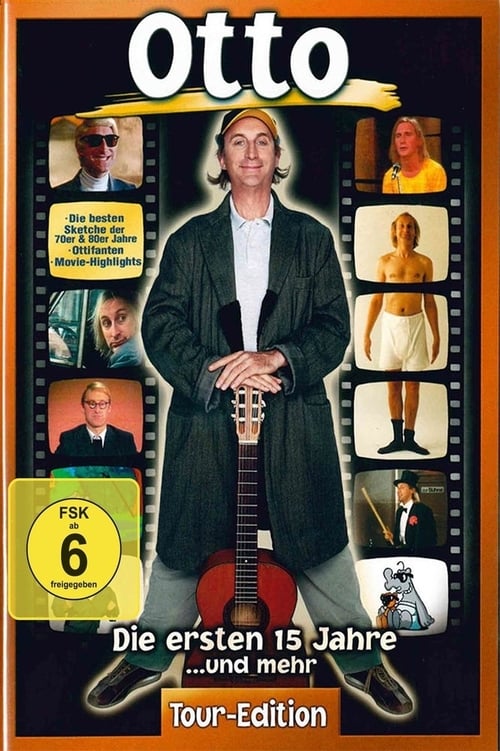 Otto
·Die besten
Sketche der
70er & 80er Jahre
·Ottifanten
·Movie-Highlights
FSK
ab
6
freigegeben
Die ersten 15 Jahre
...und mehr
Tour-Edition